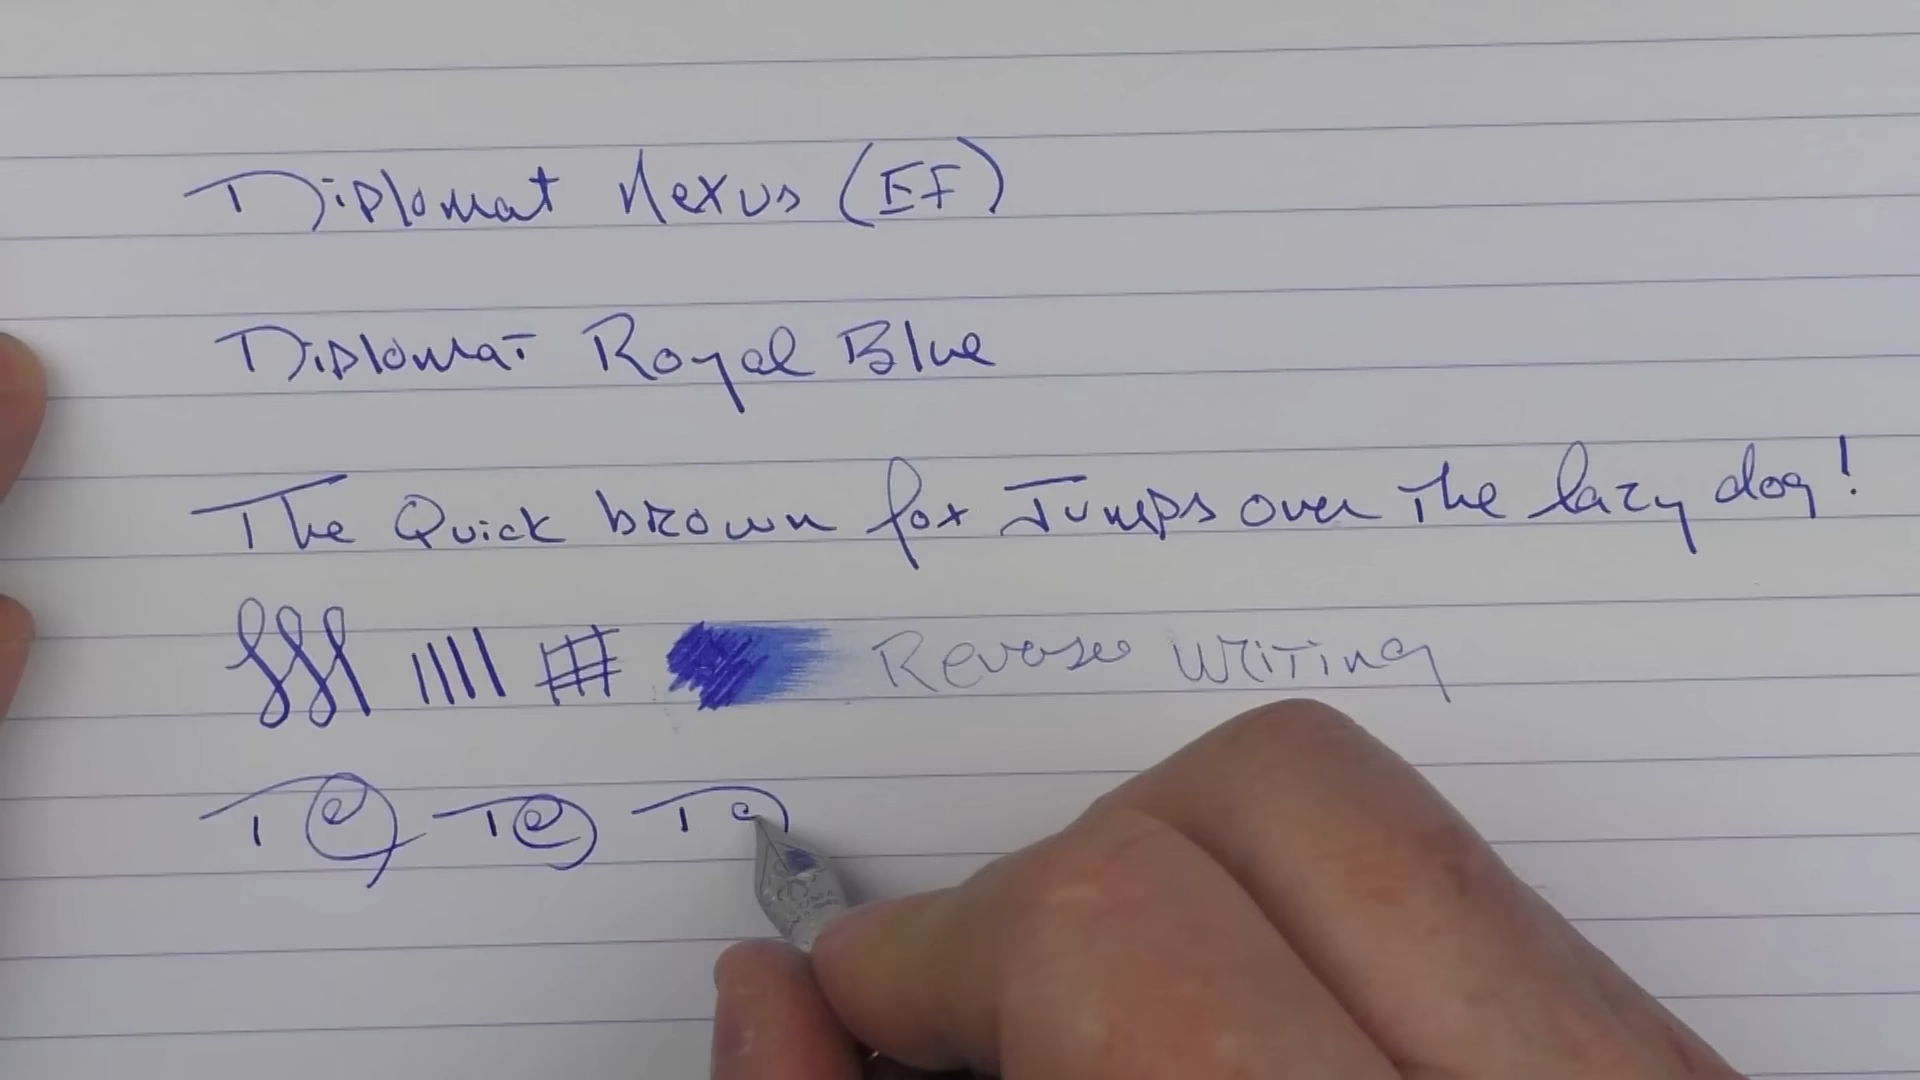 Diplomat Nexus (EF)
Diplomat Royal Blue
The Quick brown fox Jumps over The lazy dog!
Reverse Writing